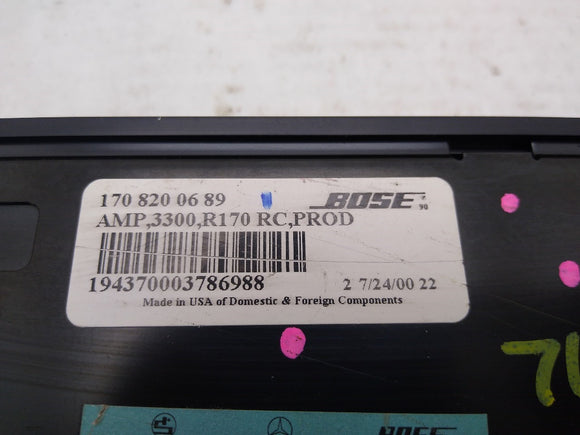 170 820 06 89
BOSE
AMP,3300,R170 RC,PROD
194370003786988
2 7/24/00 22
Made in USA of Domestic & Foreign Components
BOSE